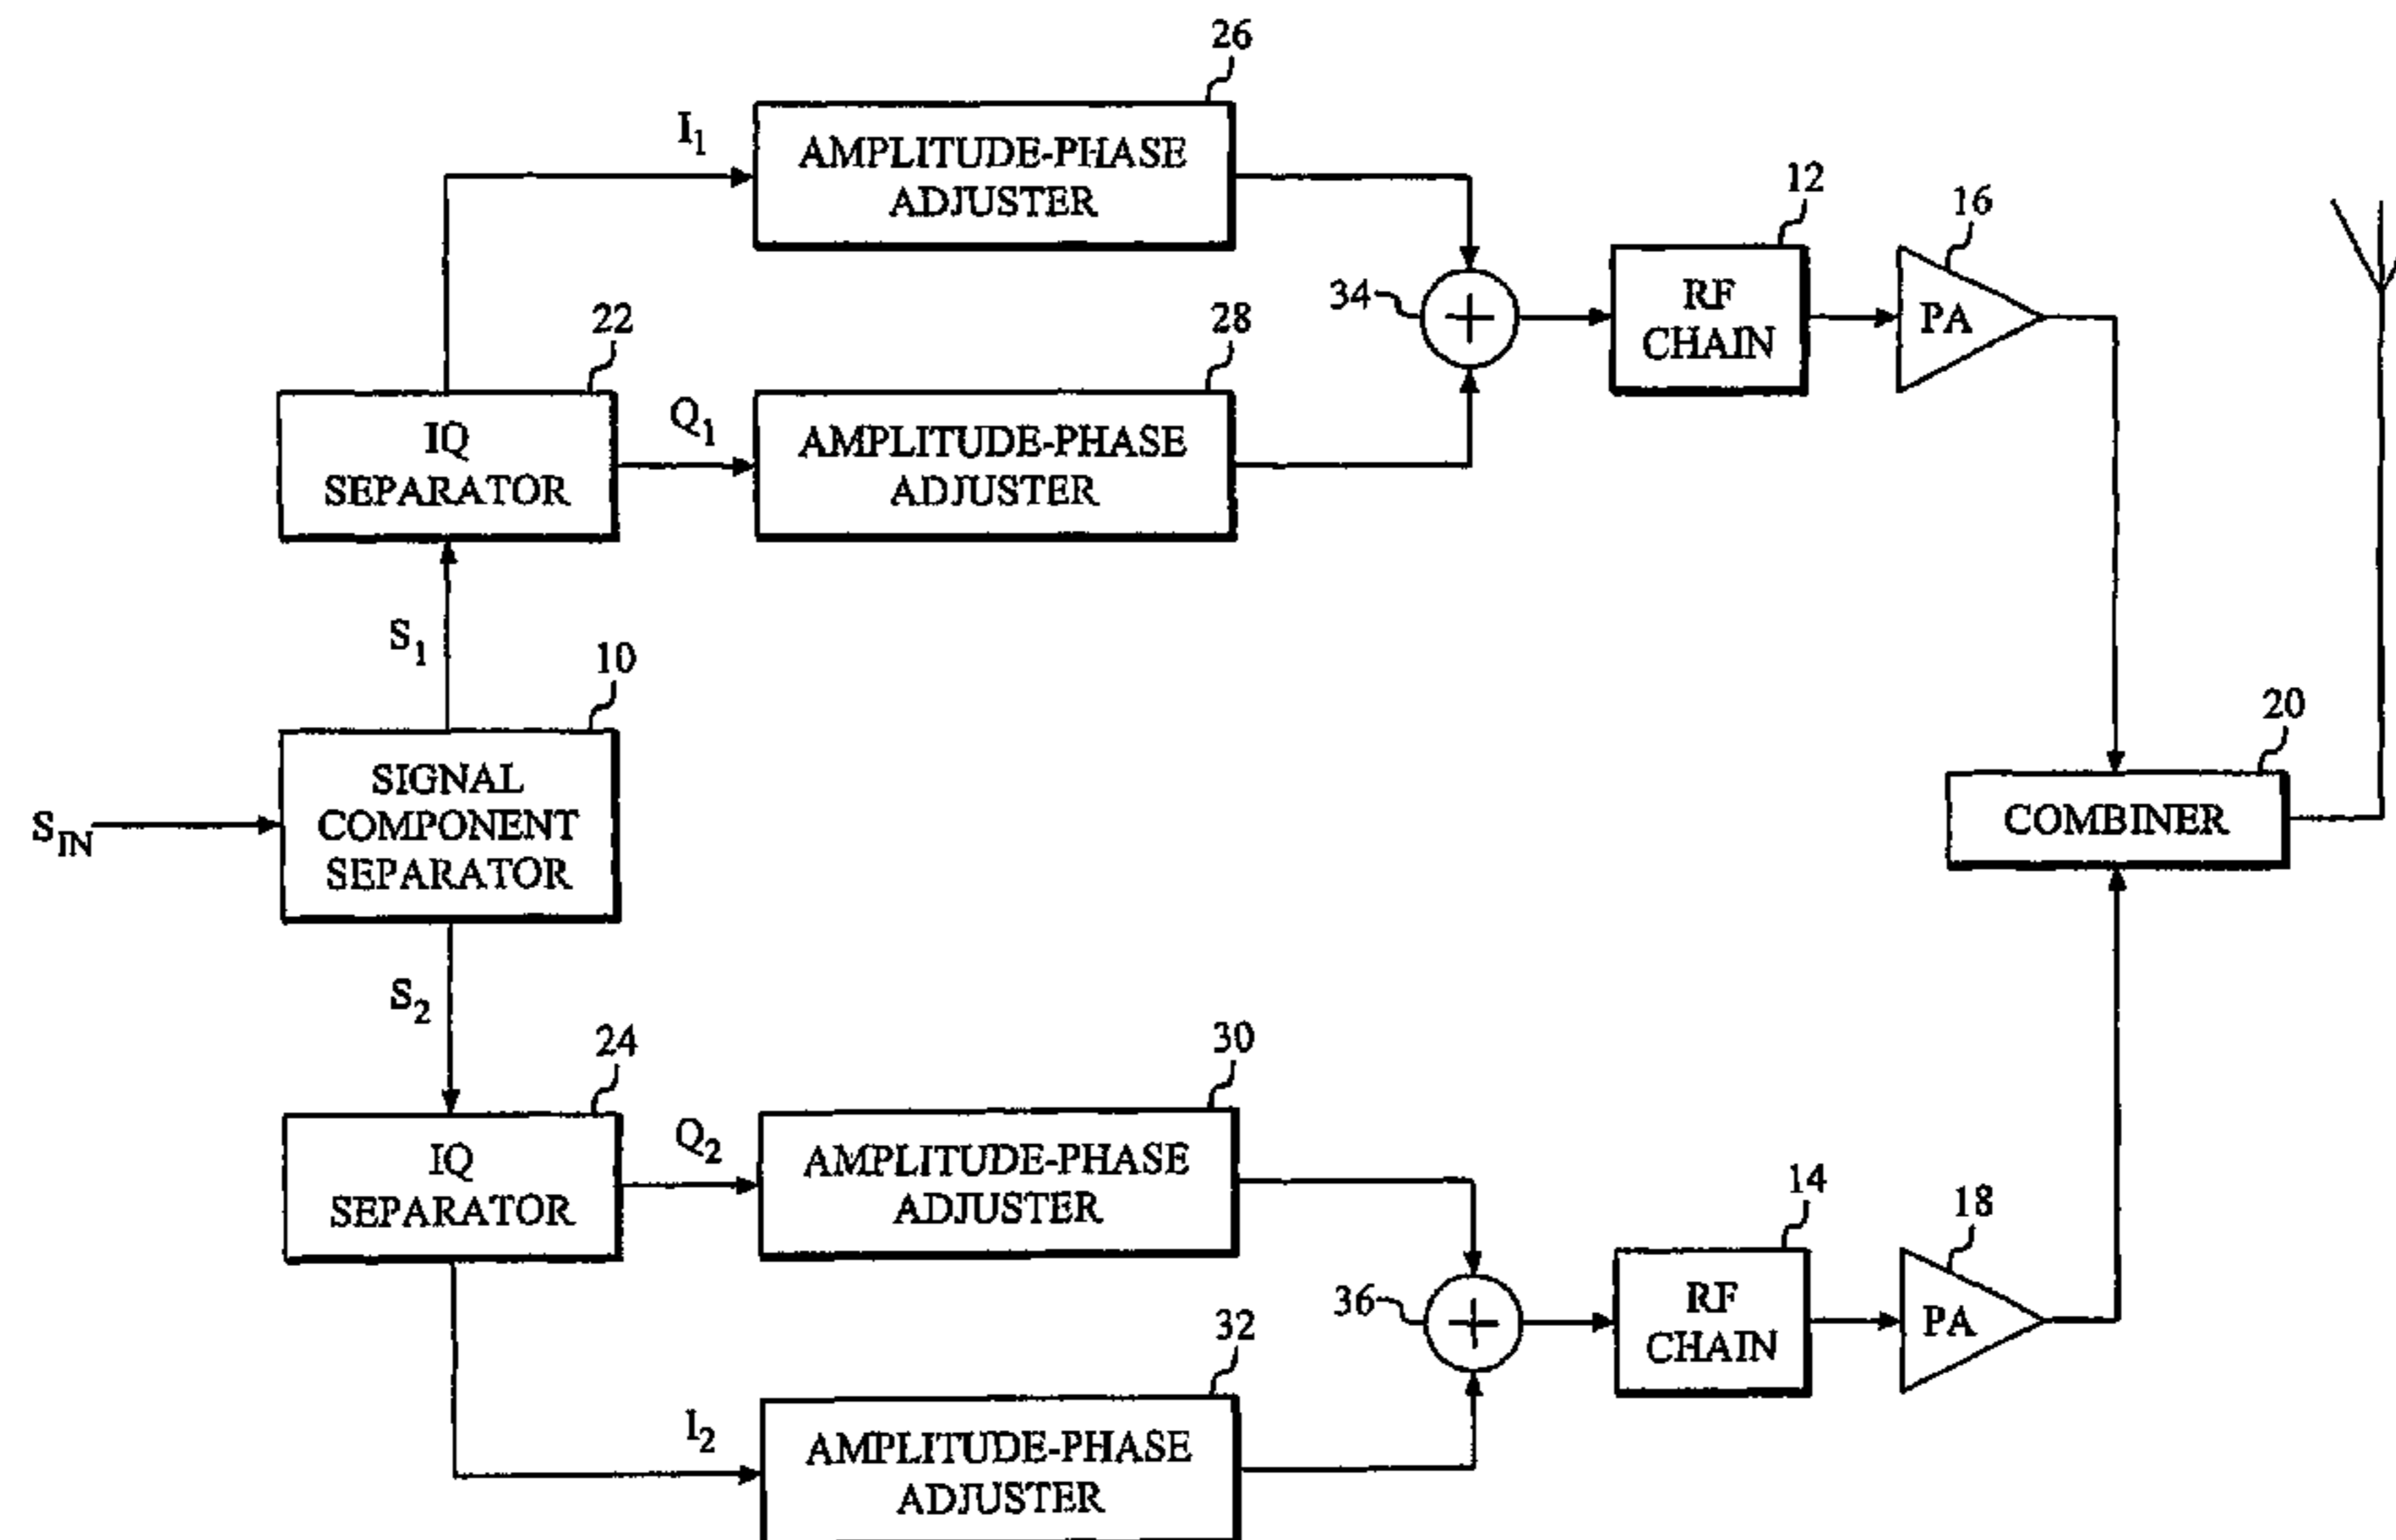 26
I1
AMPLITUDE-PHASE
ADJUSTER
12
16
22
Q1
28
34
+
RF
CHAIN
PA
IQ
SEPARATOR
AMPLITUDE-PHASE
ADJUSTER
S1
10
20
SIN
SIGNAL
COMPONENT
SEPARATOR
COMBINER
S2
24
Q2
30
IQ
SEPARATOR
AMPLITUDE-PHASE
ADJUSTER
14
18
36
+
RF
CHAIN
PA
32
I2
AMPLITUDE-PHASE
ADJUSTER